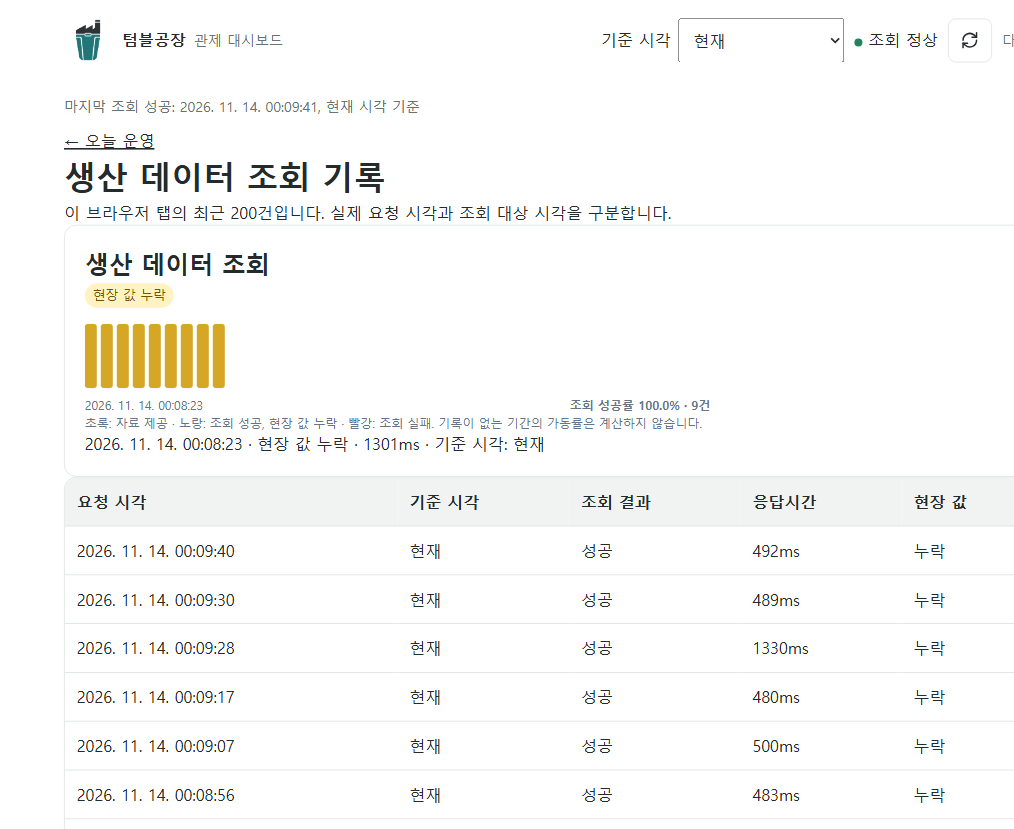 텀블공장 관제 대시보드 기준 시각 현재 조회 정상
마지막 조회 성공: 2026. 11. 14. 00:09:41, 현재 시각 기준
← 오늘 운영
생산 데이터 조회 기록
이 브라우저 탭의 최근 200건입니다. 실제 요청 시각과 조회 대상 시각을 구분합니다.
생산 데이터 조회
현장 값 누락
2026. 11. 14. 00:08:23 조회 성공률 100.0% · 9건
초록: 자료 제공 · 노랑: 조회 성공, 현장 값 누락 · 빨강: 조회 실패. 기록이 없는 기간의 가동률은 계산하지 않습니다.
2026. 11. 14. 00:08:23 · 현장 값 누락 · 1301ms · 기준 시각: 현재
요청 시각 기준 시각 조회 결과 응답시간 현장 값
2026. 11. 14. 00:09:40 현재 성공 492ms 누락
2026. 11. 14. 00:09:30 현재 성공 489ms 누락
2026. 11. 14. 00:09:28 현재 성공 1330ms 누락
2026. 11. 14. 00:09:17 현재 성공 480ms 누락
2026. 11. 14. 00:09:07 현재 성공 500ms 누락
2026. 11. 14. 00:08:56 현재 성공 483ms 누락